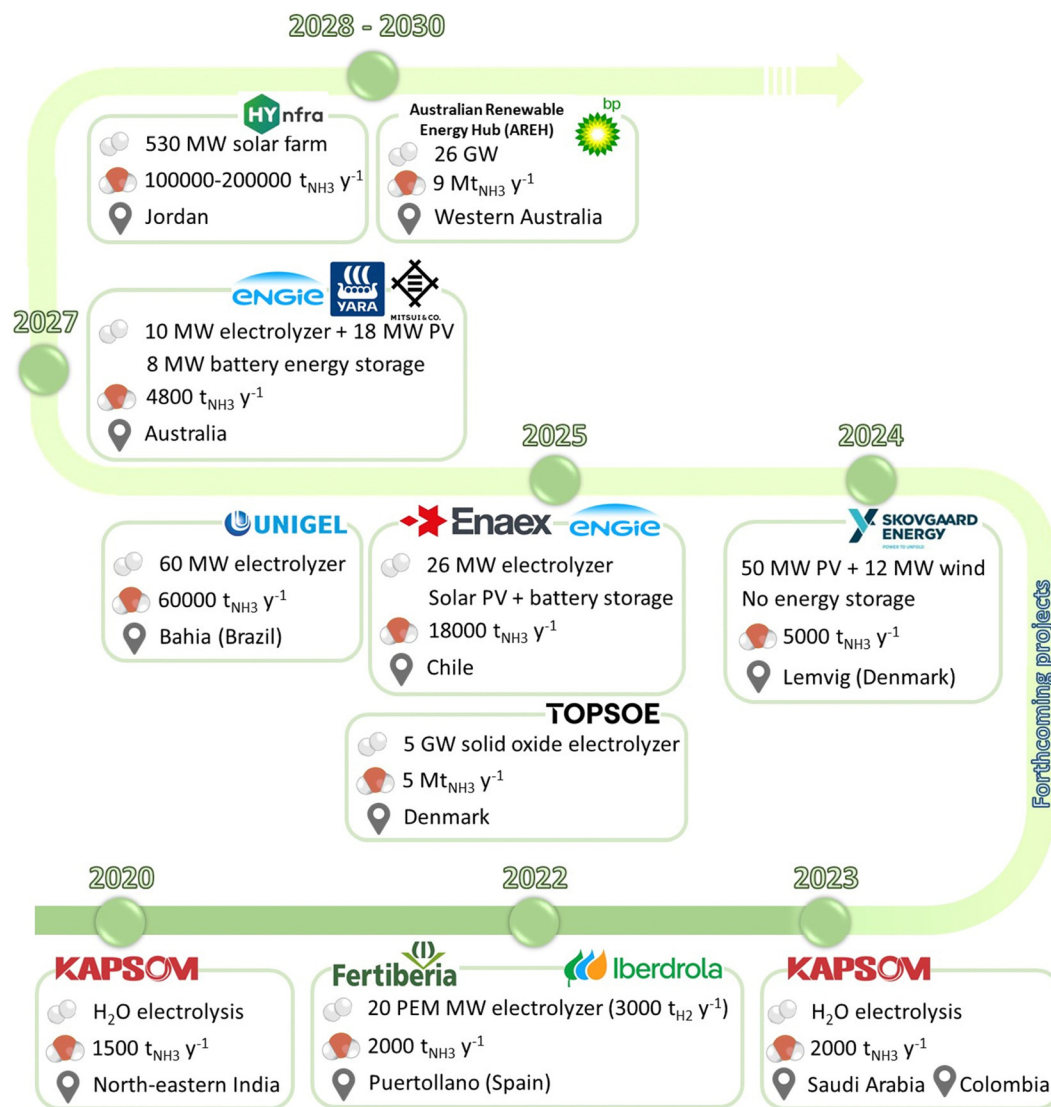 2028 - 2030
HYnfra
530 MW solar farm
100000-200000 tNH3 y-1
Jordan
bp
Australian Renewable
Energy Hub (AREH)
26 GW
9 MtNH3 y-1
Western Australia
2027
ENGIE YARA MITSUI & CO.
10 MW electrolyzer + 18 MW PV
8 MW battery energy storage
4800 tNH3 y-1
Australia
2025
2024
UNIGEL
60 MW electrolyzer
60000 tNH3 y-1
Bahia (Brazil)
Enaex ENGIE
26 MW electrolyzer
Solar PV + battery storage
18000 tNH3 y-1
Chile
SKOVGAARD
ENERGY
POWER TO UNFOLD
50 MW PV + 12 MW wind
No energy storage
5000 tNH3 y-1
Lemvig (Denmark)
TOPSOE
5 GW solid oxide electrolyzer
5 MtNH3 y-1
Denmark
Forthcoming projects
2020
2022
2023
KAPSOM
H2O electrolysis
1500 tNH3 y-1
North-eastern India
Fertiberia Iberdrola
20 PEM MW electrolyzer (3000 tH2 y-1)
2000 tNH3 y-1
Puertollano (Spain)
KAPSOM
H2O electrolysis
2000 tNH3 y-1
Saudi Arabia Colombia